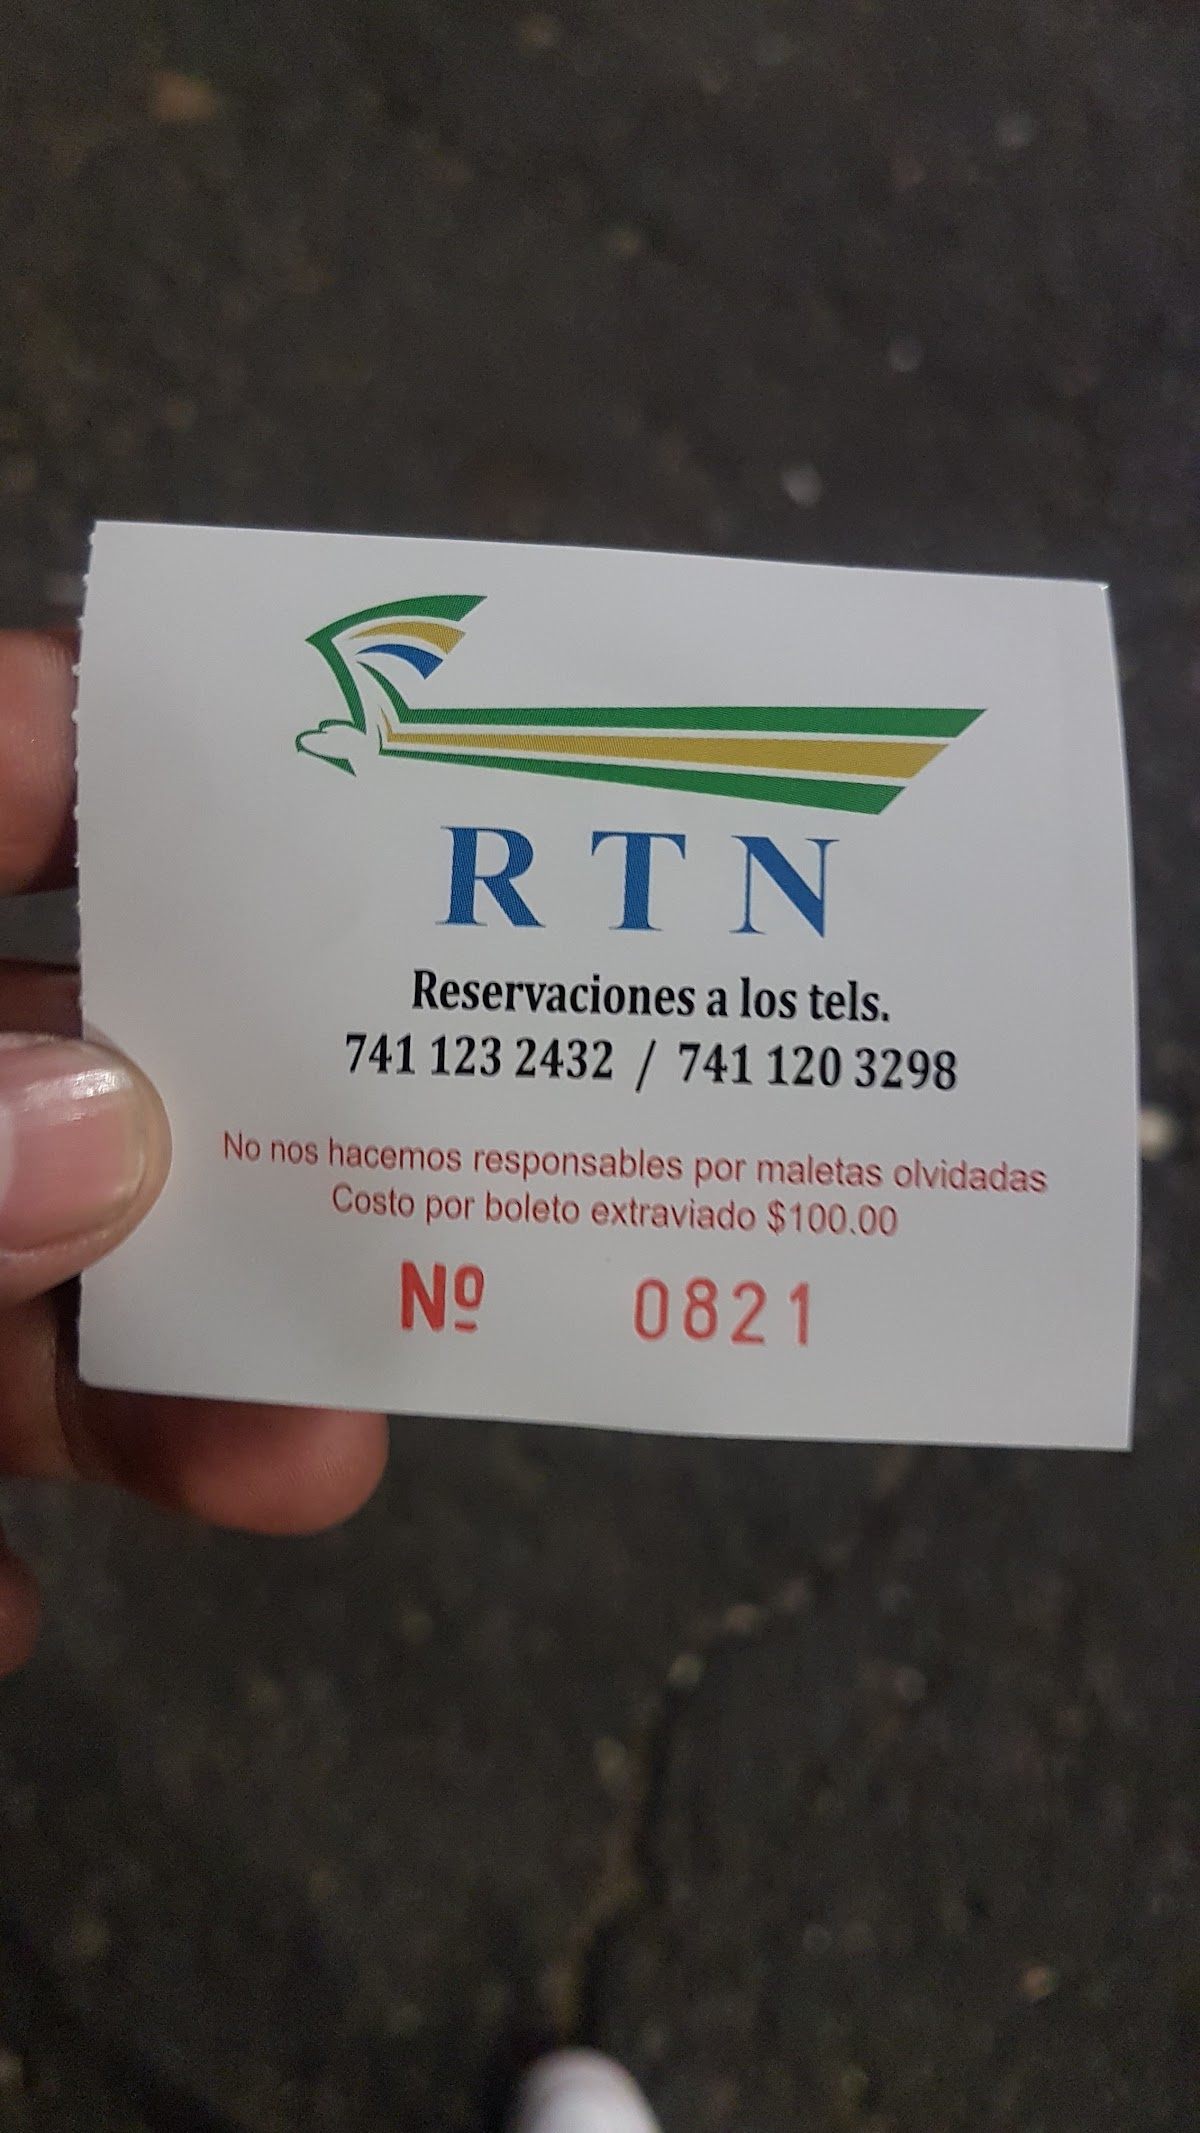 R T N
Reservaciones a los tels.
741 123 2432 / 741 120 3298
No nos hacemos responsables por maletas olvidadas
Costo por boleto extraviado $100.00
Nº 0821